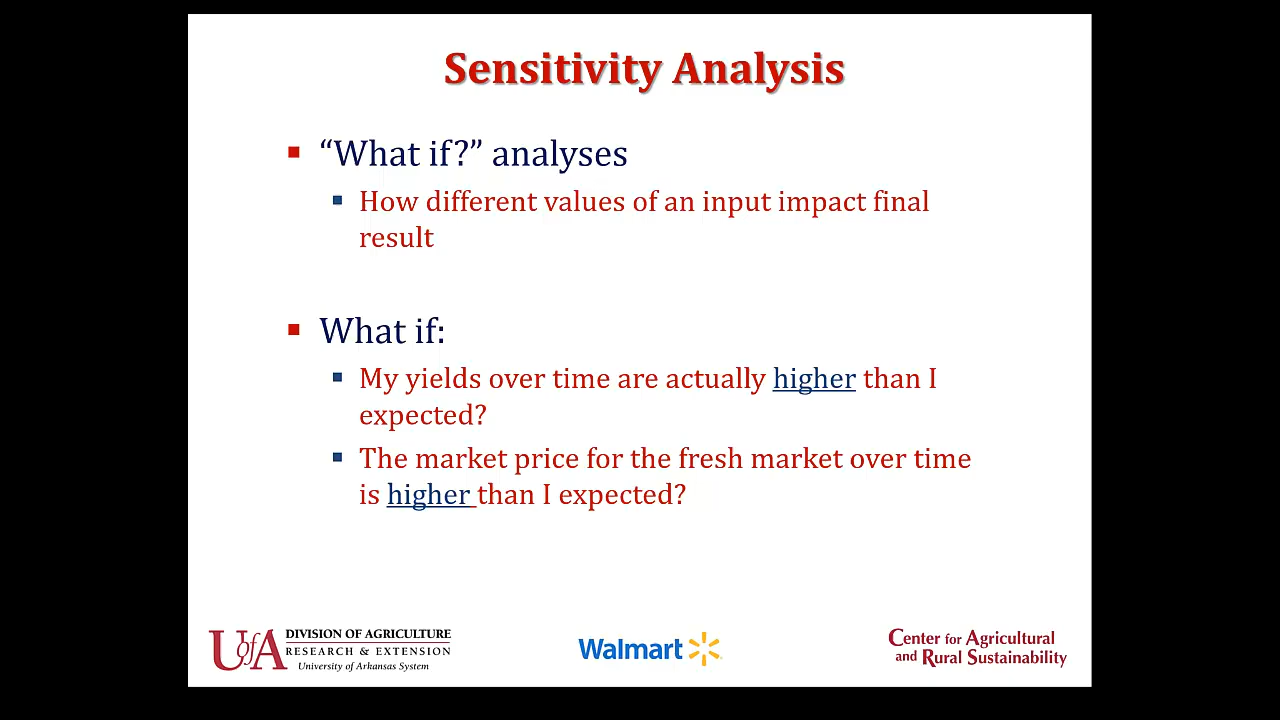 Sensitivity Analysis
“What if?” analyses
How different values of an input impact final
result
What if:
My yields over time are actually higher than I
expected?
The market price for the fresh market over time
is higher than I expected?
UofA DIVISION OF AGRICULTURE
RESEARCH & EXTENSION
University of Arkansas System
Walmart
Center for Agricultural
and Rural Sustainability